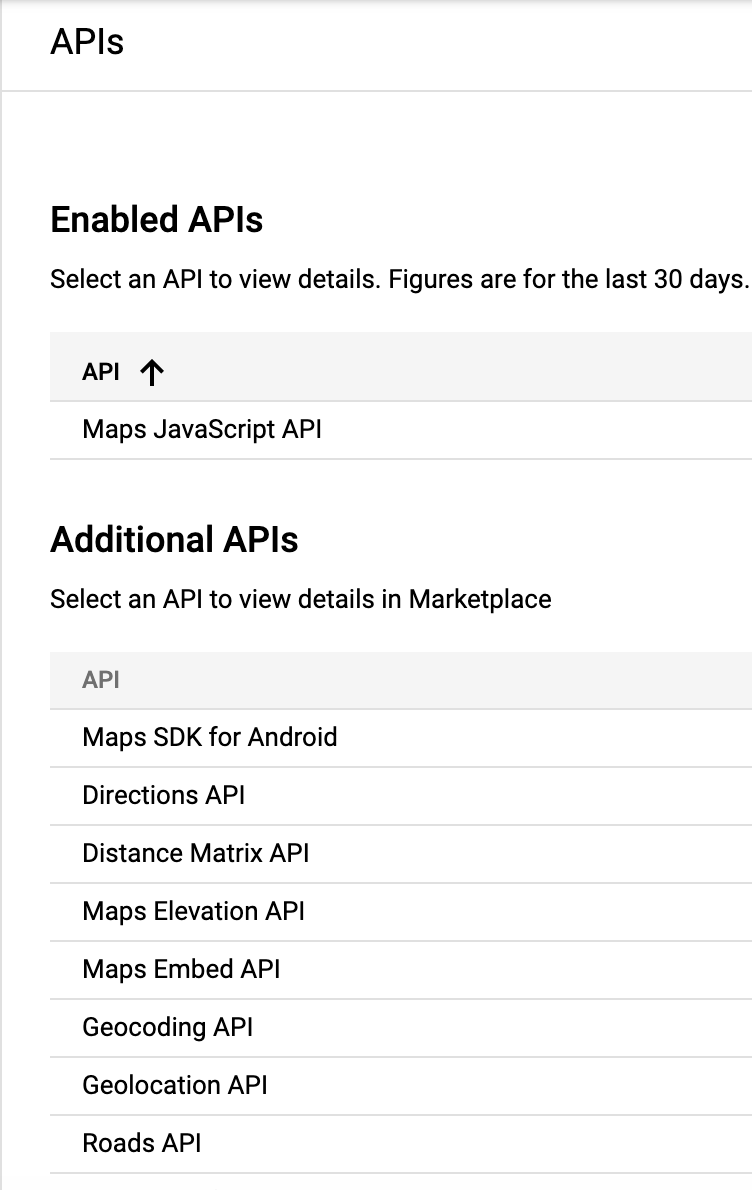 APIs
Enabled APIs
Select an API to view details. Figures are for the last 30 days.
API ↑
Maps JavaScript API
Additional APIs
Select an API to view details in Marketplace
API
Maps SDK for Android
Directions API
Distance Matrix API
Maps Elevation API
Maps Embed API
Geocoding API
Geolocation API
Roads API